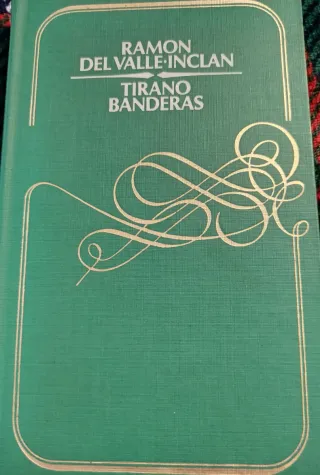 RAMON
DEL VALLE-INCLAN
TIRANO
BANDERAS